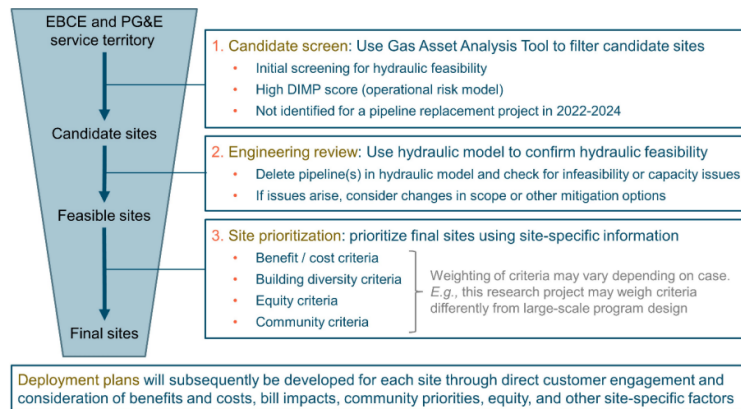 EBCE and PG&E
service territory
Candidate sites
Feasible sites
Final sites
1. Candidate screen: Use Gas Asset Analysis Tool to filter candidate sites
• Initial screening for hydraulic feasibility
• High DIMP score (operational risk model)
• Not identified for a pipeline replacement project in 2022-2024
2. Engineering review: Use hydraulic model to confirm hydraulic feasibility
• Delete pipeline(s) in hydraulic model and check for infeasibility or capacity issues
• If issues arise, consider changes in scope or other mitigation options
3. Site prioritization: prioritize final sites using site-specific information
• Benefit / cost criteria
• Building diversity criteria
• Equity criteria
• Community criteria
Weighting of criteria may vary depending on case.
E.g., this research project may weigh criteria
differently from large-scale program design
Deployment plans will subsequently be developed for each site through direct customer engagement and
consideration of benefits and costs, bill impacts, community priorities, equity, and other site-specific factors